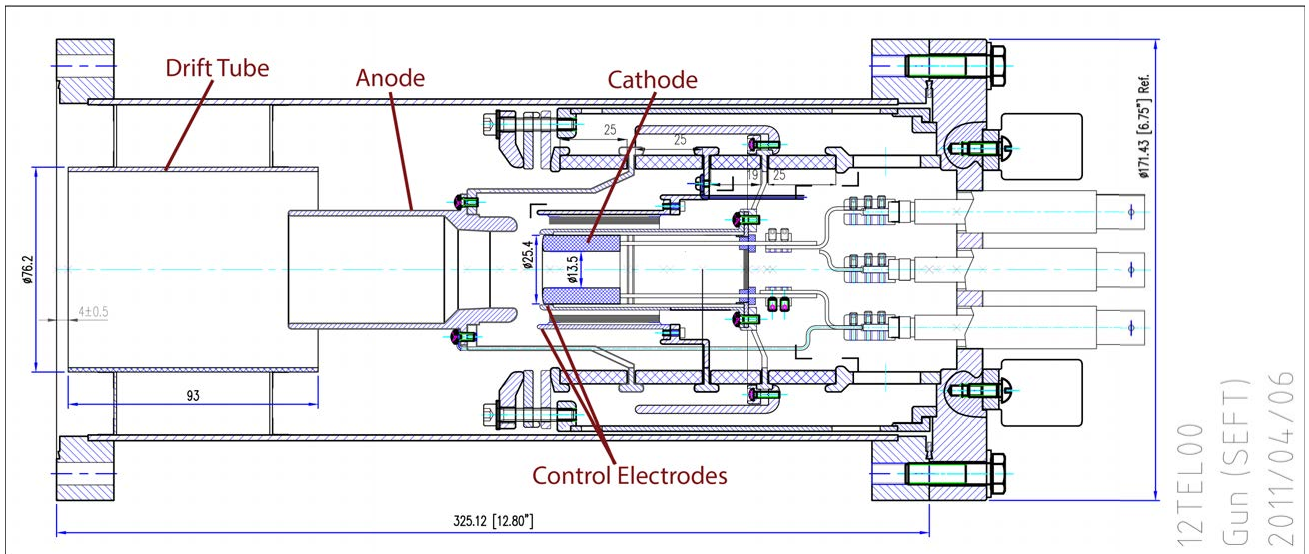 Drift Tube
Anode
Cathode
25
25
19
25
ø171.43 [6.75"] Ref.
ø76.2
ø25.4
ø13.5
4±0.5
93
Control Electrodes
325.12 [12.80"]
12TEL00
Gun (SEFT)
2011/04/06